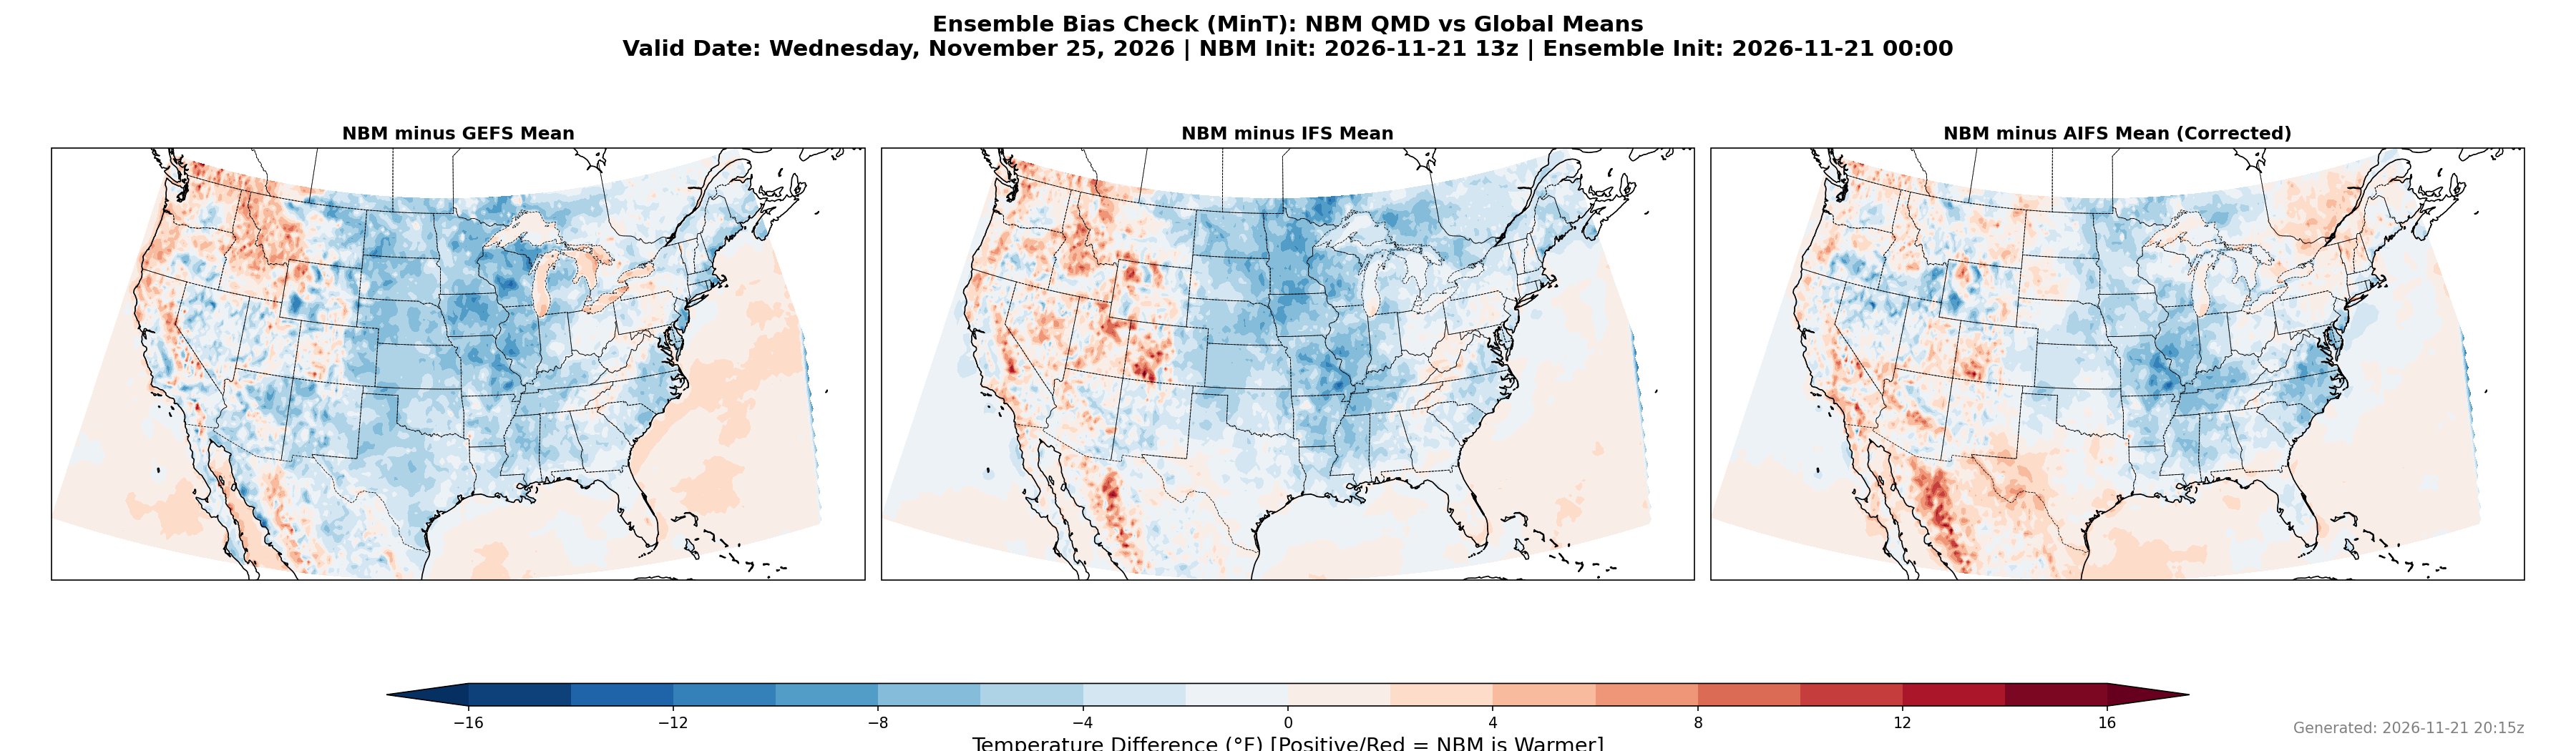 Ensemble Bias Check (MinT): NBM QMD vs Global Means
Valid Date: Wednesday, November 25, 2026 | NBM Init: 2026-11-21 13z | Ensemble Init: 2026-11-21 00:00
NBM minus GEFS Mean
NBM minus IFS Mean
NBM minus AIFS Mean (Corrected)
−16 −12 −8 −4 0 4 8 12 16
Generated: 2026-11-21 20:15z
Temperature Difference (°F) [Positive/Red = NBM is Warmer]